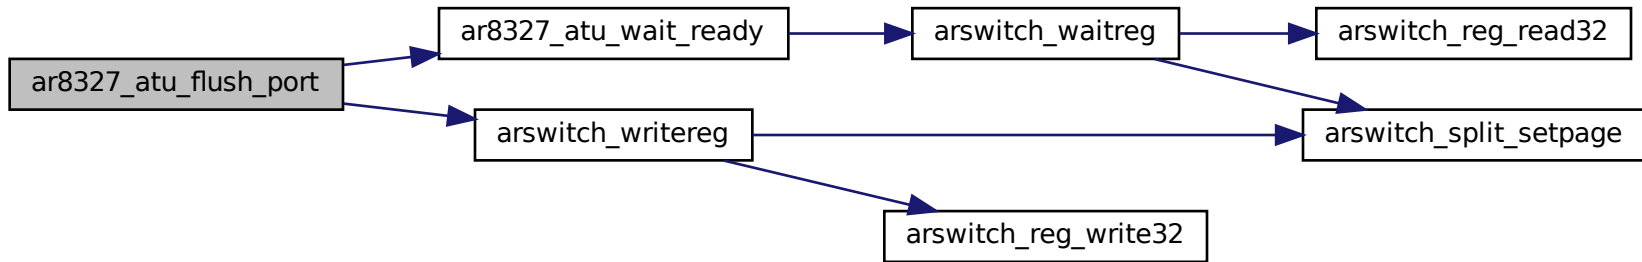 ar8327_atu_wait_ready
arswitch_waitreg
arswitch_reg_read32
ar8327_atu_flush_port
arswitch_writereg
arswitch_split_setpage
arswitch_reg_write32